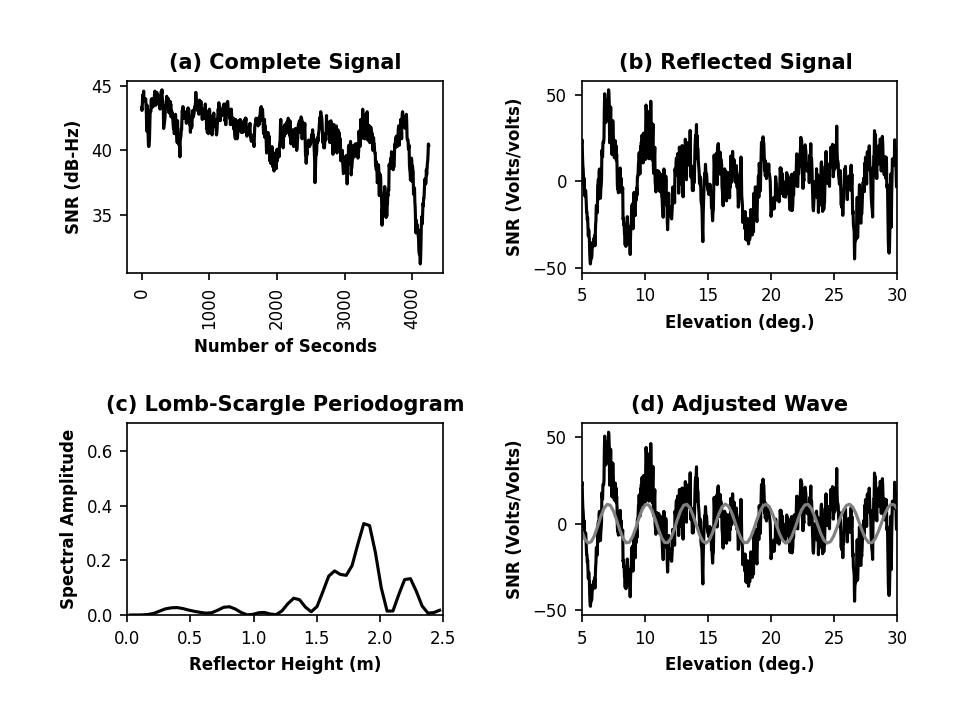 (a) Complete Signal
45
40
35
SNR (dB-Hz)
0
1000
2000
3000
4000
Number of Seconds
(b) Reflected Signal
50
0
−50
SNR (Volts/volts)
5 10 15 20 25 30
Elevation (deg.)
(c) Lomb-Scargle Periodogram
0.6
0.4
0.2
0.0
Spectral Amplitude
0.0 0.5 1.0 1.5 2.0 2.5
Reflector Height (m)
(d) Adjusted Wave
50
0
−50
SNR (Volts/Volts)
5 10 15 20 25 30
Elevation (deg.)